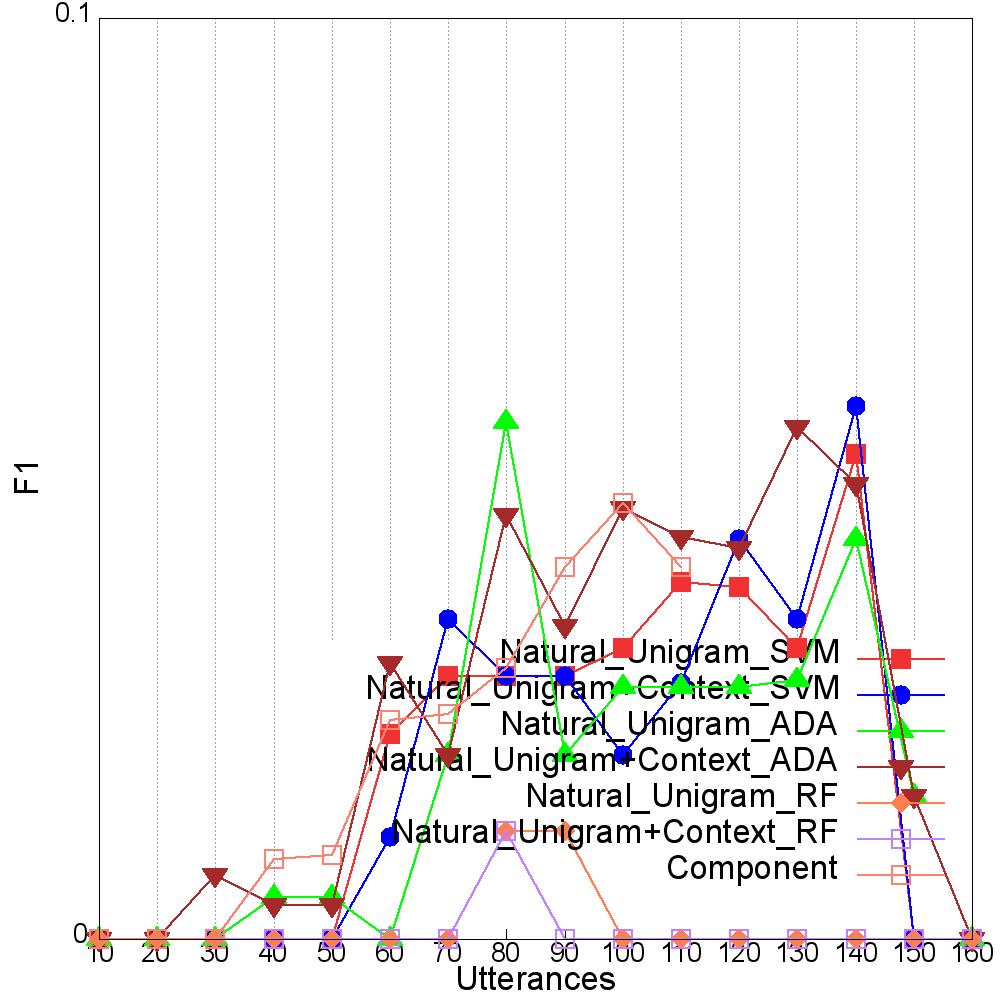 0.1
F1
Natural_Unigram_SVM
Natural_Unigram+Context_SVM
Natural_Unigram_ADA
Natural_Unigram+Context_ADA
Natural_Unigram_RF
Natural_Unigram+Context_RF
Component
0
10 20 30 40 50 60 70 80 90 100 110 120 130 140 150 160
Utterances